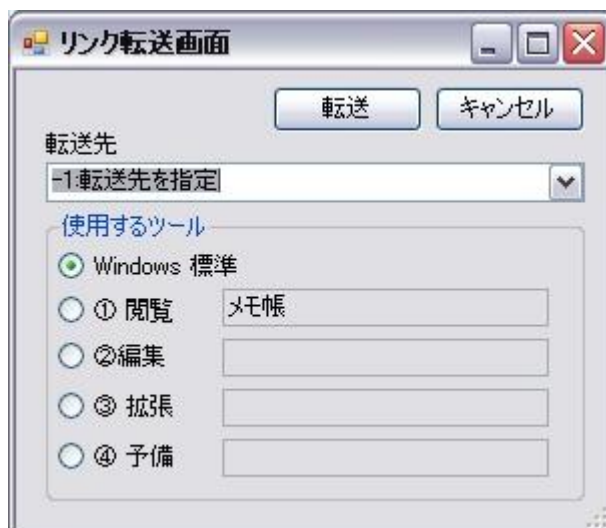 リンク転送画面
転送 キャンセル
転送先
-1:転送先を指定
使用するツール
Windows 標準
① 閲覧 メモ帳
②編集
③ 拡張
④ 予備